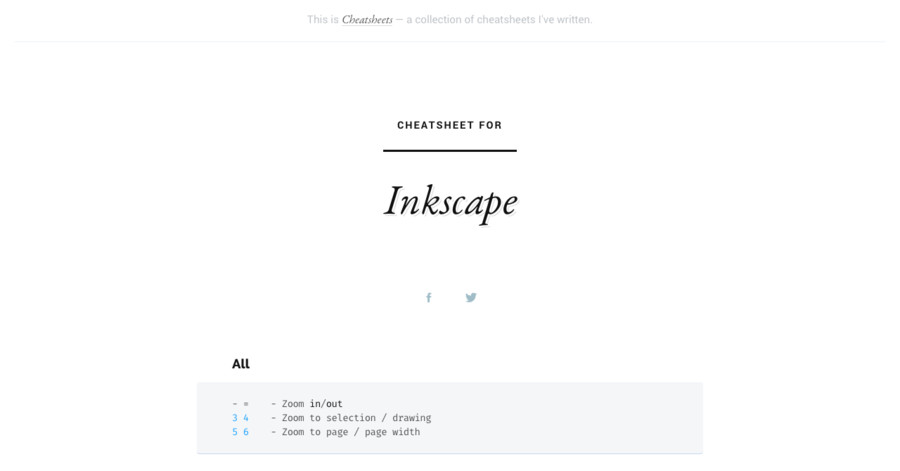 This is Cheatsheets — a collection of cheatsheets I've written.
CHEATSHEET FOR
Inkscape
All
- =    - Zoom in/out
3 4    - Zoom to selection / drawing
5 6    - Zoom to page / page width